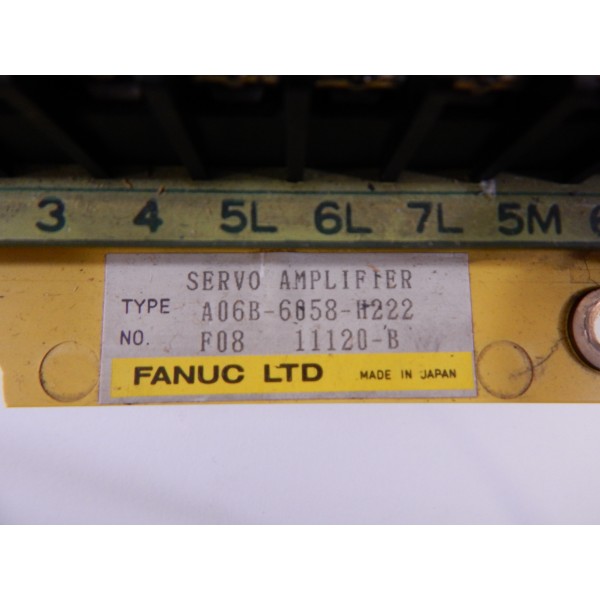 3 4 5L 6L 7L 5M 6
SERVO AMPLIFIER
TYPE A06B-6058-H222
NO. F08 11120-B
FANUC LTD MADE IN JAPAN